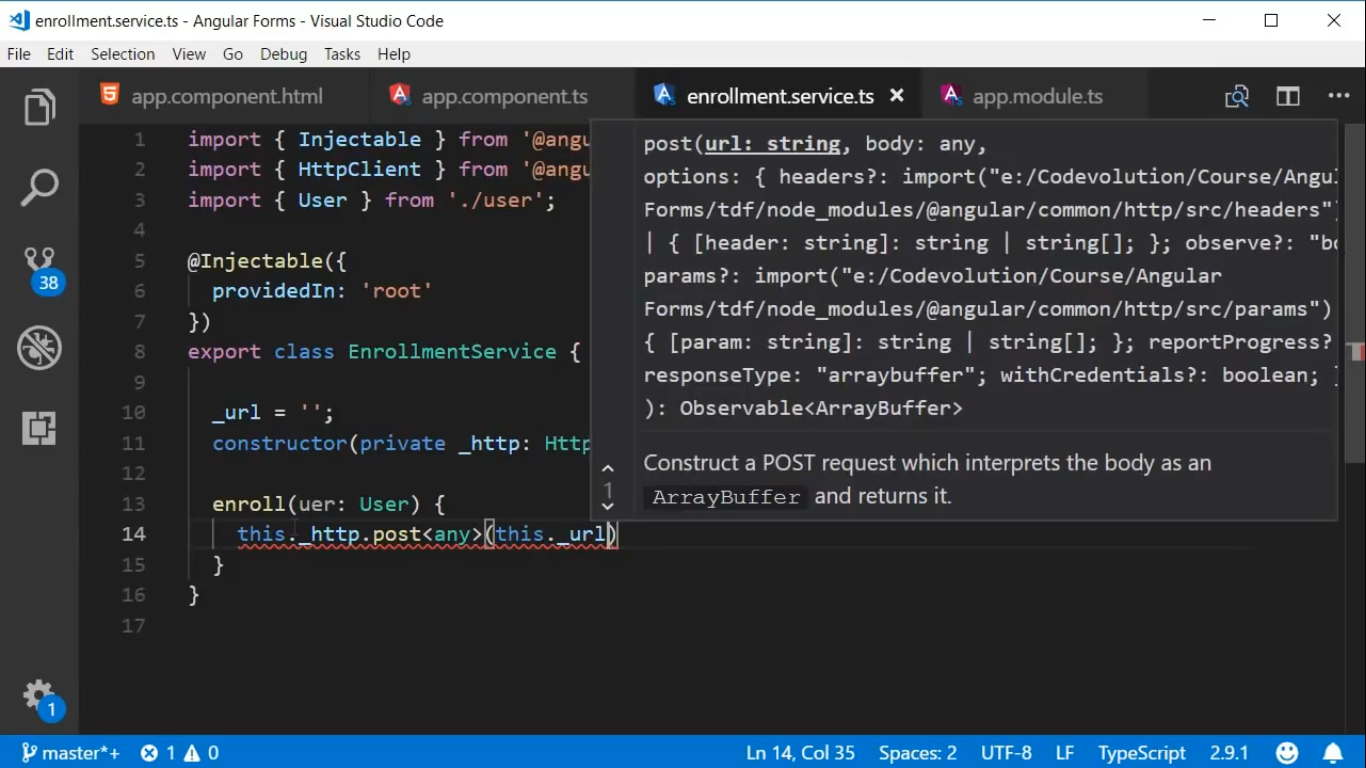 enrollment.service.ts - Angular Forms - Visual Studio Code
File Edit Selection View Go Debug Tasks Help
app.component.html app.component.ts enrollment.service.ts app.module.ts
1 import { Injectable } from '@angu
2 import { HttpClient } from '@angu
3 import { User } from './user';
4
5 @Injectable({
6 providedIn: 'root'
7 })
8 export class EnrollmentService {
9
10 _url = '';
11 constructor(private _http: Http
12
13 enroll(uer: User) {
14 this._http.post<any>(this._url)
15 }
16 }
17
post(url: string, body: any,
options: { headers?: import("e:/Codevolution/Course/Angul
Forms/tdf/node_modules/@angular/common/http/src/headers")
| { [header: string]: string | string[]; }; observe?: "bo
params?: import("e:/Codevolution/Course/Angular
Forms/tdf/node_modules/@angular/common/http/src/params")
{ [param: string]: string | string[]; }; reportProgress?
responseType: "arraybuffer"; withCredentials?: boolean; }
): Observable<ArrayBuffer>
1
Construct a POST request which interprets the body as an
ArrayBuffer and returns it.
38
1
master*+ 1 0 Ln 14, Col 35 Spaces: 2 UTF-8 LF TypeScript 2.9.1